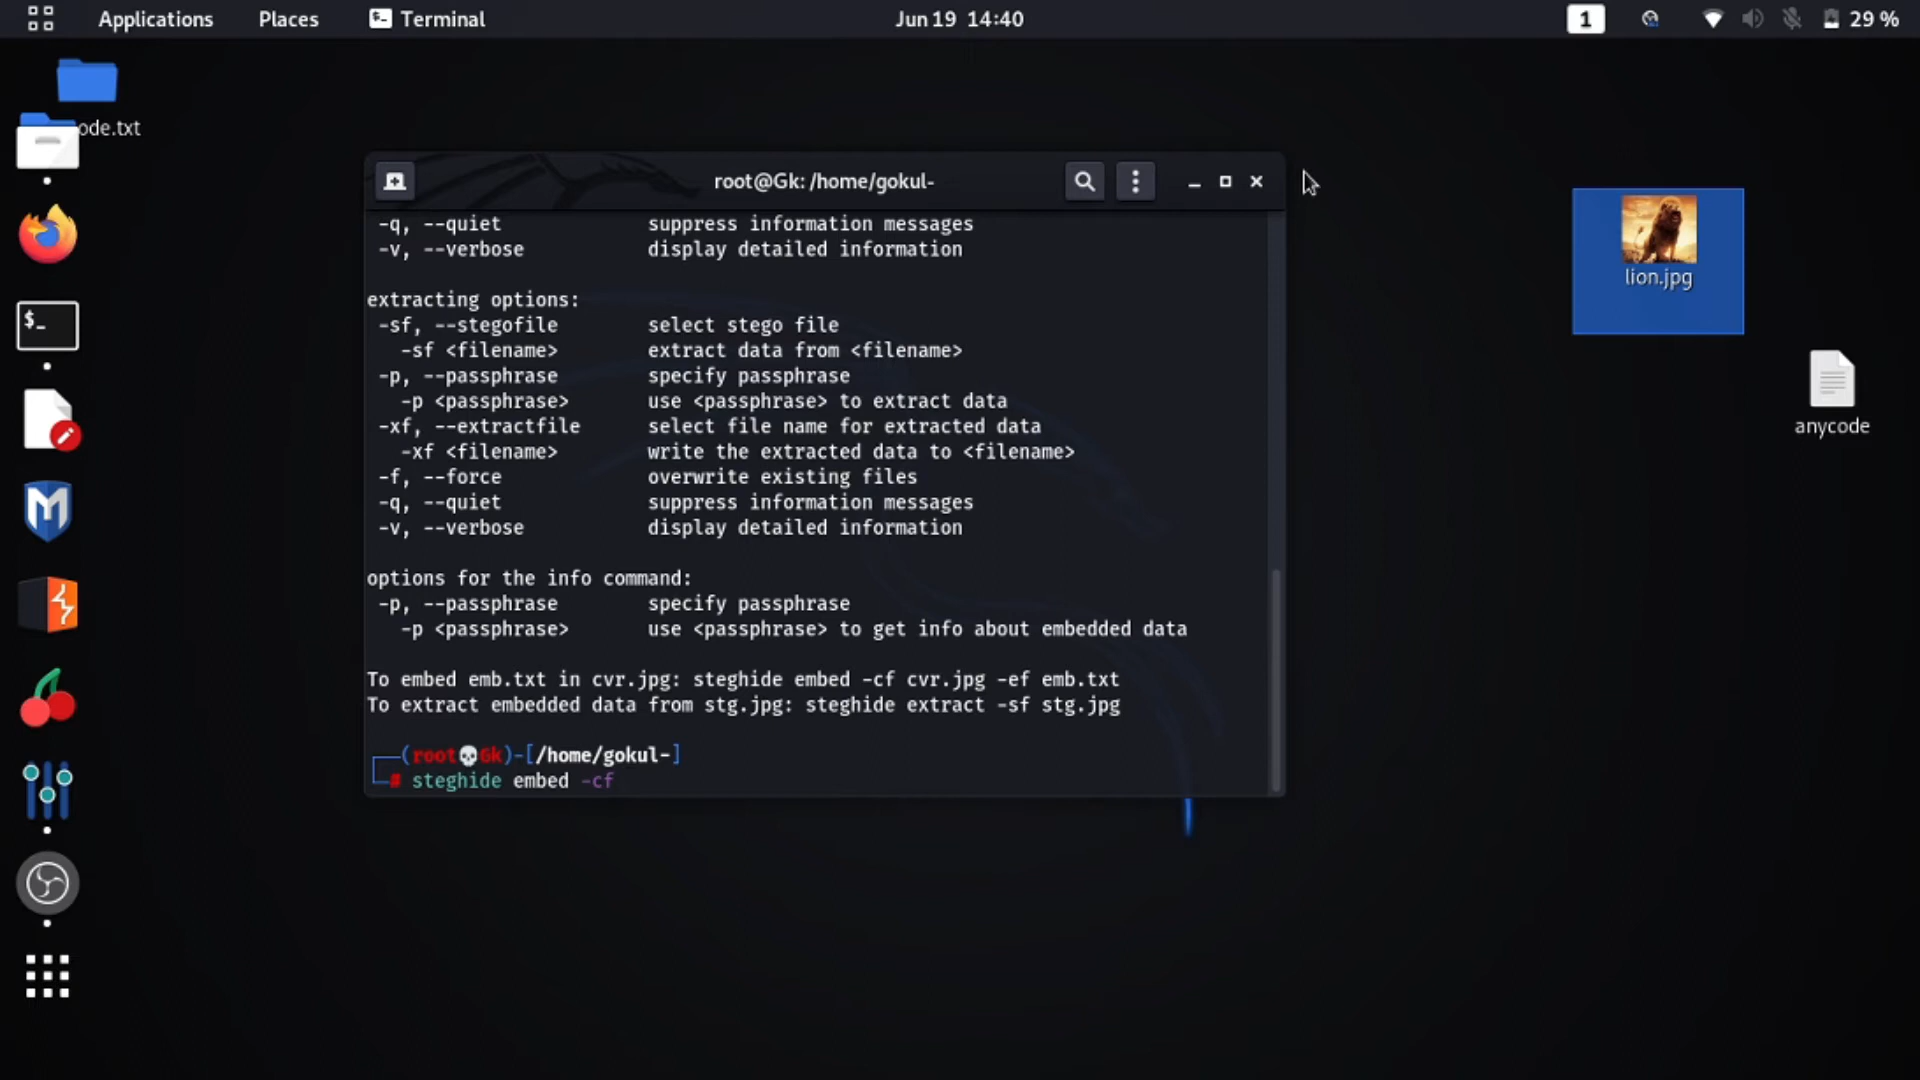 Applications Places Terminal Jun 19 14:40 1 29 %
ode.txt
root@Gk: /home/gokul-
-q, --quiet suppress information messages
-v, --verbose display detailed information
extracting options:
-sf, --stegofile select stego file
-sf <filename> extract data from <filename>
-p, --passphrase specify passphrase
-p <passphrase> use <passphrase> to extract data
-xf, --extractfile select file name for extracted data
-xf <filename> write the extracted data to <filename>
-f, --force overwrite existing files
-q, --quiet suppress information messages
-v, --verbose display detailed information
options for the info command:
-p, --passphrase specify passphrase
-p <passphrase> use <passphrase> to get info about embedded data
To embed emb.txt in cvr.jpg: steghide embed -cf cvr.jpg -ef emb.txt
To extract embedded data from stg.jpg: steghide extract -sf stg.jpg
(root💀Gk)-[/home/gokul-]
# steghide embed -cf
lion.jpg
anycode